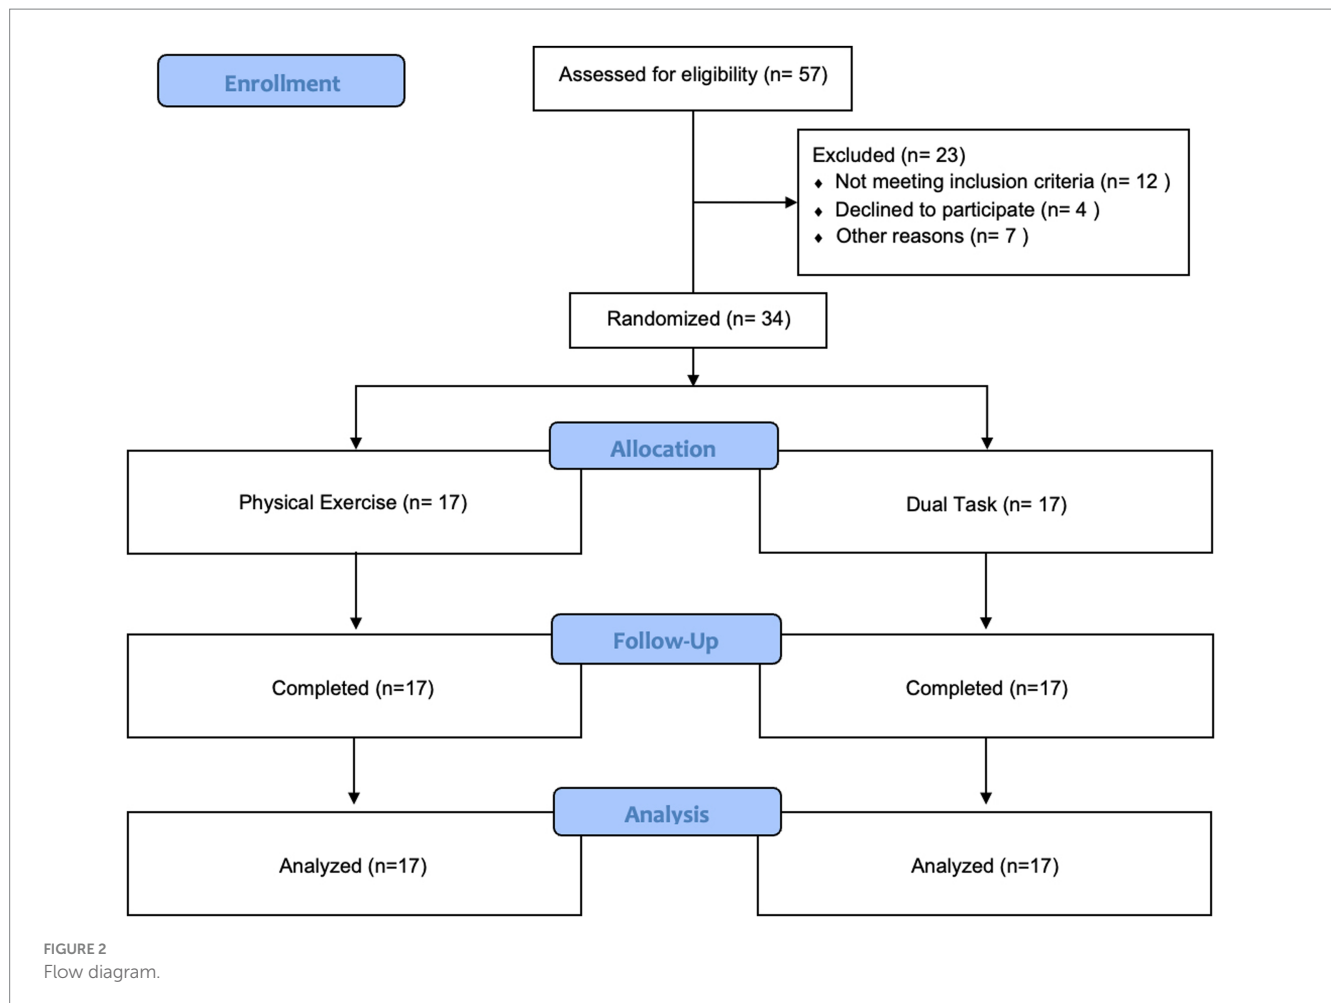 Enrollment
Assessed for eligibility (n= 57)
Excluded (n= 23)
♦ Not meeting inclusion criteria (n= 12 )
♦ Declined to participate (n= 4 )
♦ Other reasons (n= 7 )
Randomized (n= 34)
Allocation
Physical Exercise (n= 17)
Dual Task (n= 17)
Follow-Up
Completed (n=17)
Completed (n=17)
Analysis
Analyzed (n=17)
Analyzed (n=17)
FIGURE 2
Flow diagram.